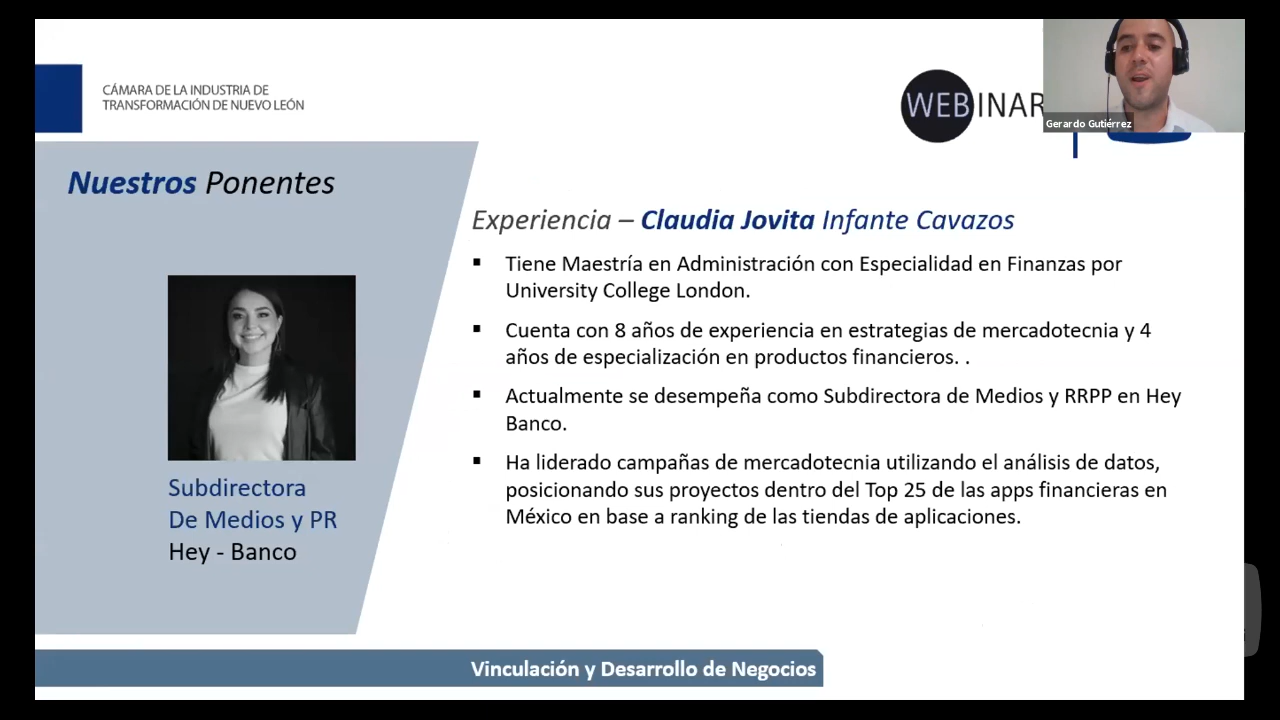 CÁMARA DE LA INDUSTRIA DE
TRANSFORMACIÓN DE NUEVO LEÓN
WEBINAR
Gerardo Gutiérrez
Nuestros Ponentes
Experiencia – Claudia Jovita Infante Cavazos
▪ Tiene Maestría en Administración con Especialidad en Finanzas por
University College London.
▪ Cuenta con 8 años de experiencia en estrategias de mercadotecnia y 4
años de especialización en productos financieros. .
▪ Actualmente se desempeña como Subdirectora de Medios y RRPP en Hey
Banco.
▪ Ha liderado campañas de mercadotecnia utilizando el análisis de datos,
posicionando sus proyectos dentro del Top 25 de las apps financieras en
México en base a ranking de las tiendas de aplicaciones.
Subdirectora
De Medios y PR
Hey - Banco
Vinculación y Desarrollo de Negocios